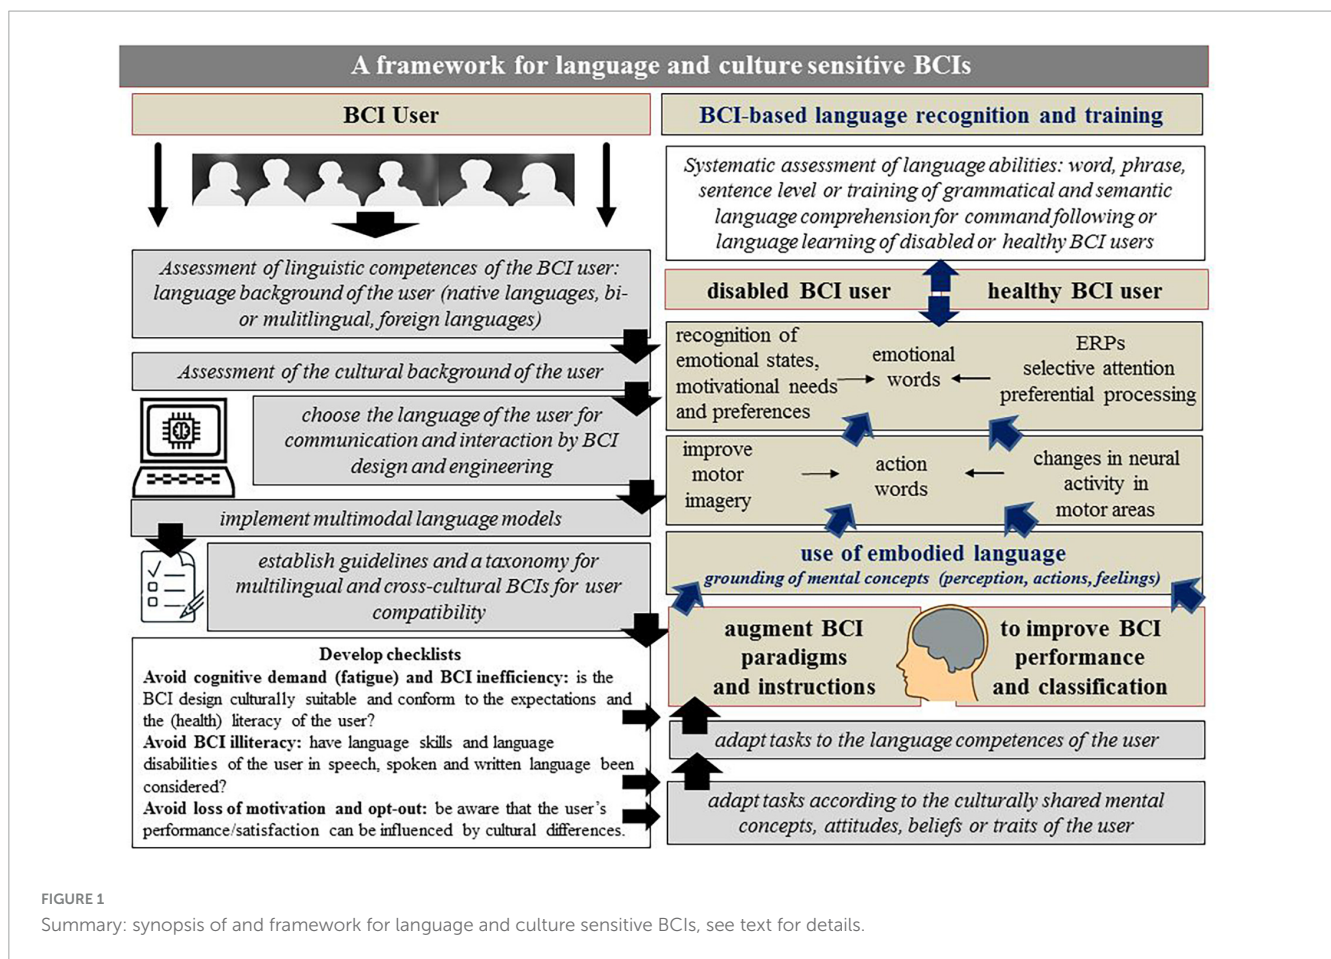 A framework for language and culture sensitive BCIs
BCI User
Assessment of linguistic competences of the BCI user:
language background of the user (native languages, bi-
or mulitlingual, foreign languages)
Assessment of the cultural background of the user
choose the language of the user for
communication and interaction by BCI
design and engineering
implement multimodal language models
establish guidelines and a taxonomy for
multilingual and cross-cultural BCIs for user
compatibility
Develop checklists
Avoid cognitive demand (fatigue) and BCI inefficiency: is the
BCI design culturally suitable and conform to the expectations and
the (health) literacy of the user?
Avoid BCI illiteracy: have language skills and language
disabilities of the user in speech, spoken and written language been
considered?
Avoid loss of motivation and opt-out: be aware that the user's
performance/satisfaction can be influenced by cultural differences.
BCI-based language recognition and training
Systematic assessment of language abilities: word, phrase,
sentence level or training of grammatical and semantic
language comprehension for command following or
language learning of disabled or healthy BCI users
disabled BCI user
healthy BCI user
recognition of
emotional states,
motivational needs
and preferences
emotional
words
ERPs
selective attention
preferential processing
improve
motor
imagery
action
words
changes in neural
activity in
motor areas
use of embodied language
grounding of mental concepts (perception, actions, feelings)
augment BCI
paradigms
and instructions
to improve BCI
performance
and classification
adapt tasks to the language competences of the user
adapt tasks according to the culturally shared mental
concepts, attitudes, beliefs or traits of the user
FIGURE 1
Summary: synopsis of and framework for language and culture sensitive BCIs, see text for details.